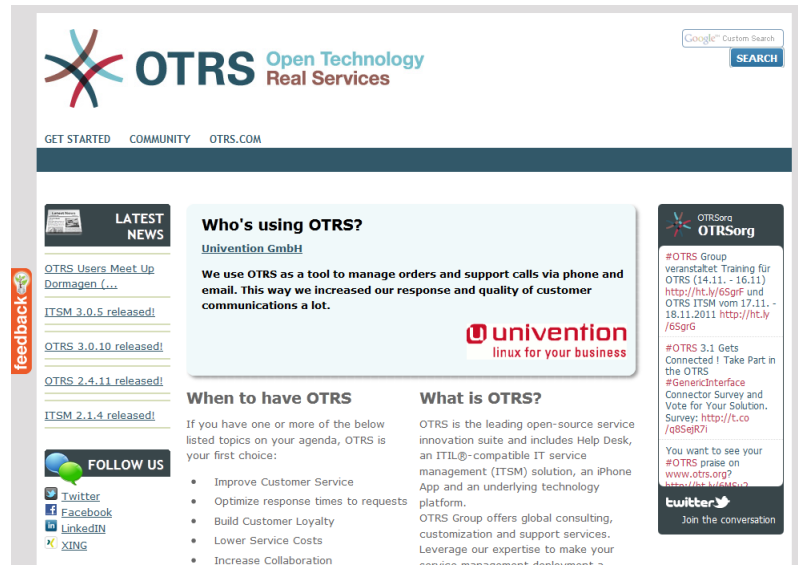 OTRS Open Technology
Real Services
Google™ Custom Search
SEARCH
GET STARTED COMMUNITY OTRS.COM
feedback
LATEST
NEWS
OTRS Users Meet Up
Dormagen (...
ITSM 3.0.5 released!
OTRS 3.0.10 released!
OTRS 2.4.11 released!
ITSM 2.1.4 released!
FOLLOW US
Twitter
Facebook
LinkedIN
XING
Who's using OTRS?
Univention GmbH
We use OTRS as a tool to manage orders and support calls via phone and
email. This way we increased our response and quality of customer
communications a lot.
univention
linux for your business
When to have OTRS
If you have one or more of the below
listed topics on your agenda, OTRS is
your first choice:
• Improve Customer Service
• Optimize response times to requests
• Build Customer Loyalty
• Lower Service Costs
• Increase Collaboration
What is OTRS?
OTRS is the leading open-source service
innovation suite and includes Help Desk,
an ITIL®-compatible IT service
management (ITSM) solution, an iPhone
App and an underlying technology
platform.
OTRS Group offers global consulting,
customization and support services.
Leverage our expertise to make your
service management deployment a
OTRSorg
OTRSorg
#OTRS Group
veranstaltet Training für
OTRS (14.11. - 16.11)
http://ht.ly/6SgrF und
OTRS ITSM vom 17.11. -
18.11.2011 http://ht.ly
/6SgrG
#OTRS 3.1 Gets
Connected ! Take Part in
the OTRS
#GenericInterface
Connector Survey and
Vote for Your Solution.
Survey: http://t.co
/q8SejR7i
You want to see your
#OTRS praise on
www.otrs.org?
twitter
Join the conversation